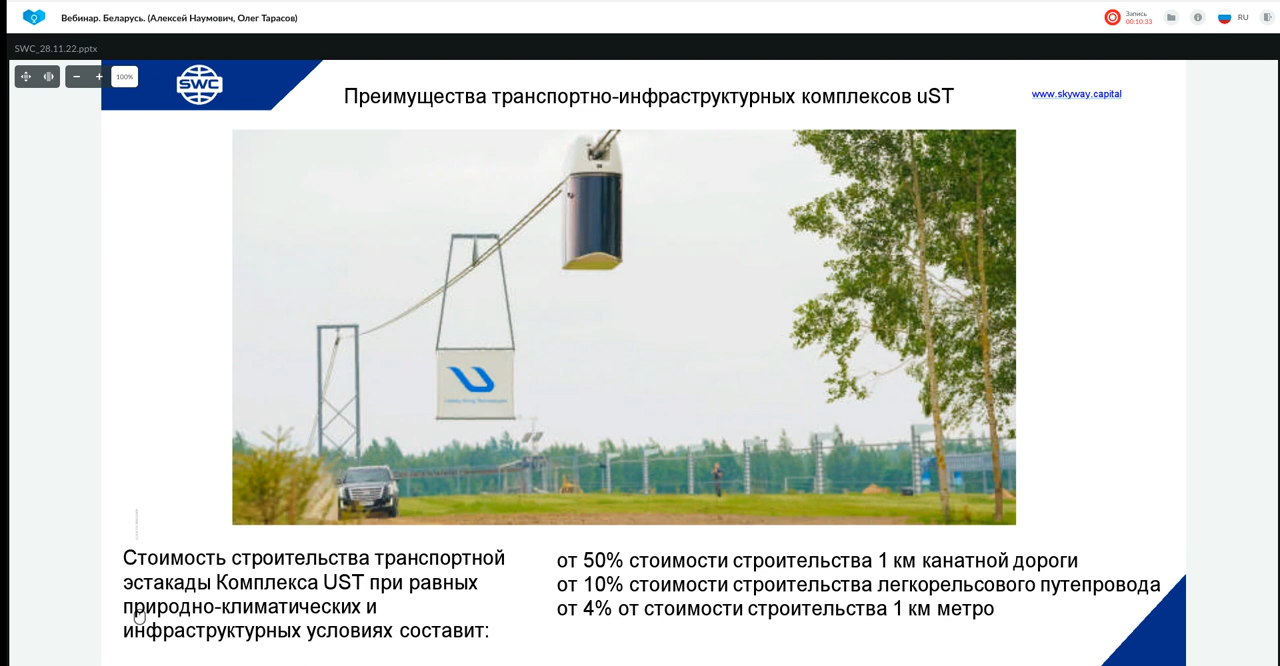 Вебинар. Беларусь. (Алексей Наумович, Олег Тарасов)
Запись
00:10:33
RU
SWC_28.11.22.pptx
100%
SWC
Преимущества транспортно-инфраструктурных комплексов uST
www.skyway.capital
Стоимость строительства транспортной
эстакады Комплекса UST при равных
природно-климатических и
инфраструктурных условиях составит:
от 50% стоимости строительства 1 км канатной дороги
от 10% стоимости строительства легкорельсового путепровода
от 4% от стоимости строительства 1 км метро